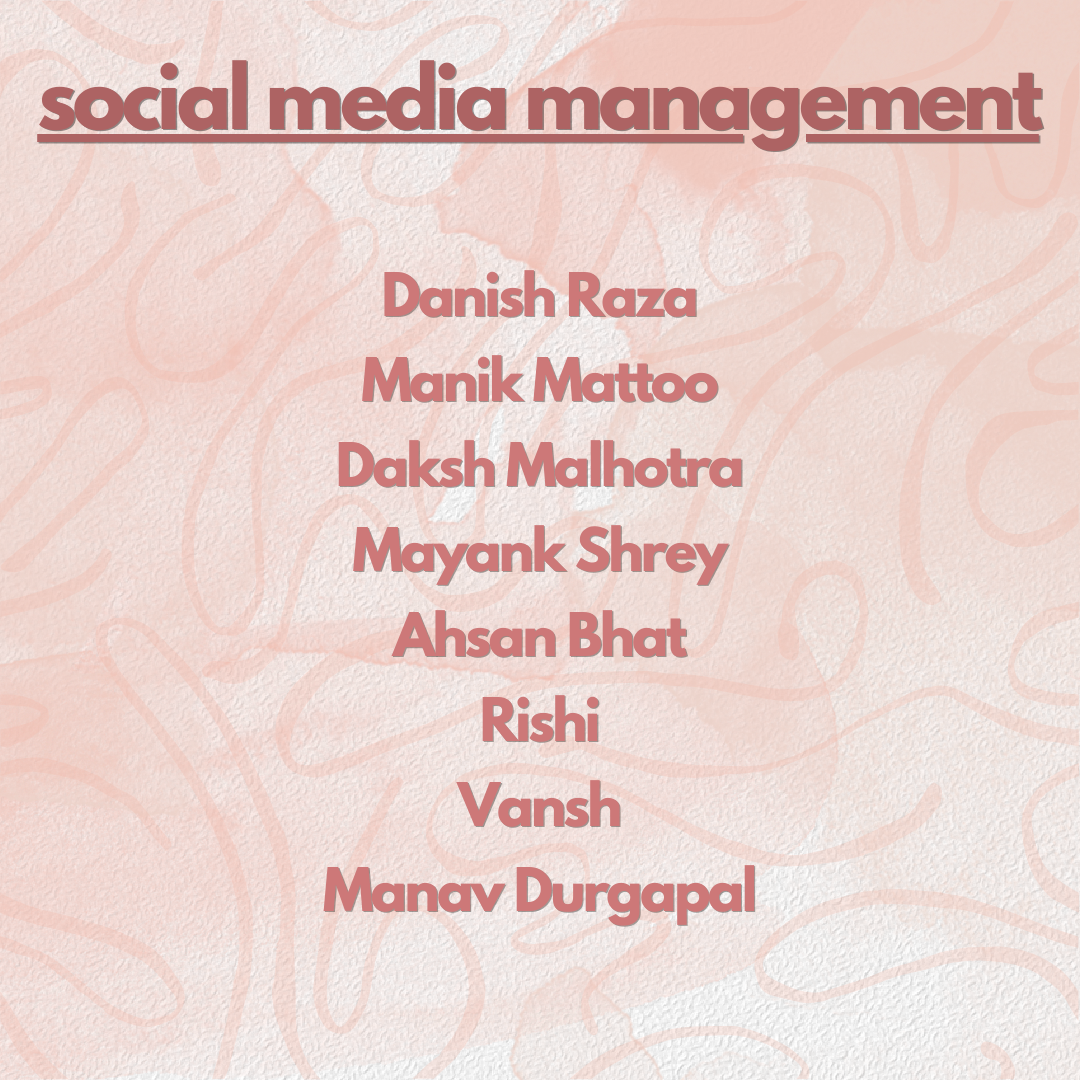 social media management
Danish Raza
Manik Mattoo
Daksh Malhotra
Mayank Shrey
Ahsan Bhat
Rishi
Vansh
Manav Durgapal